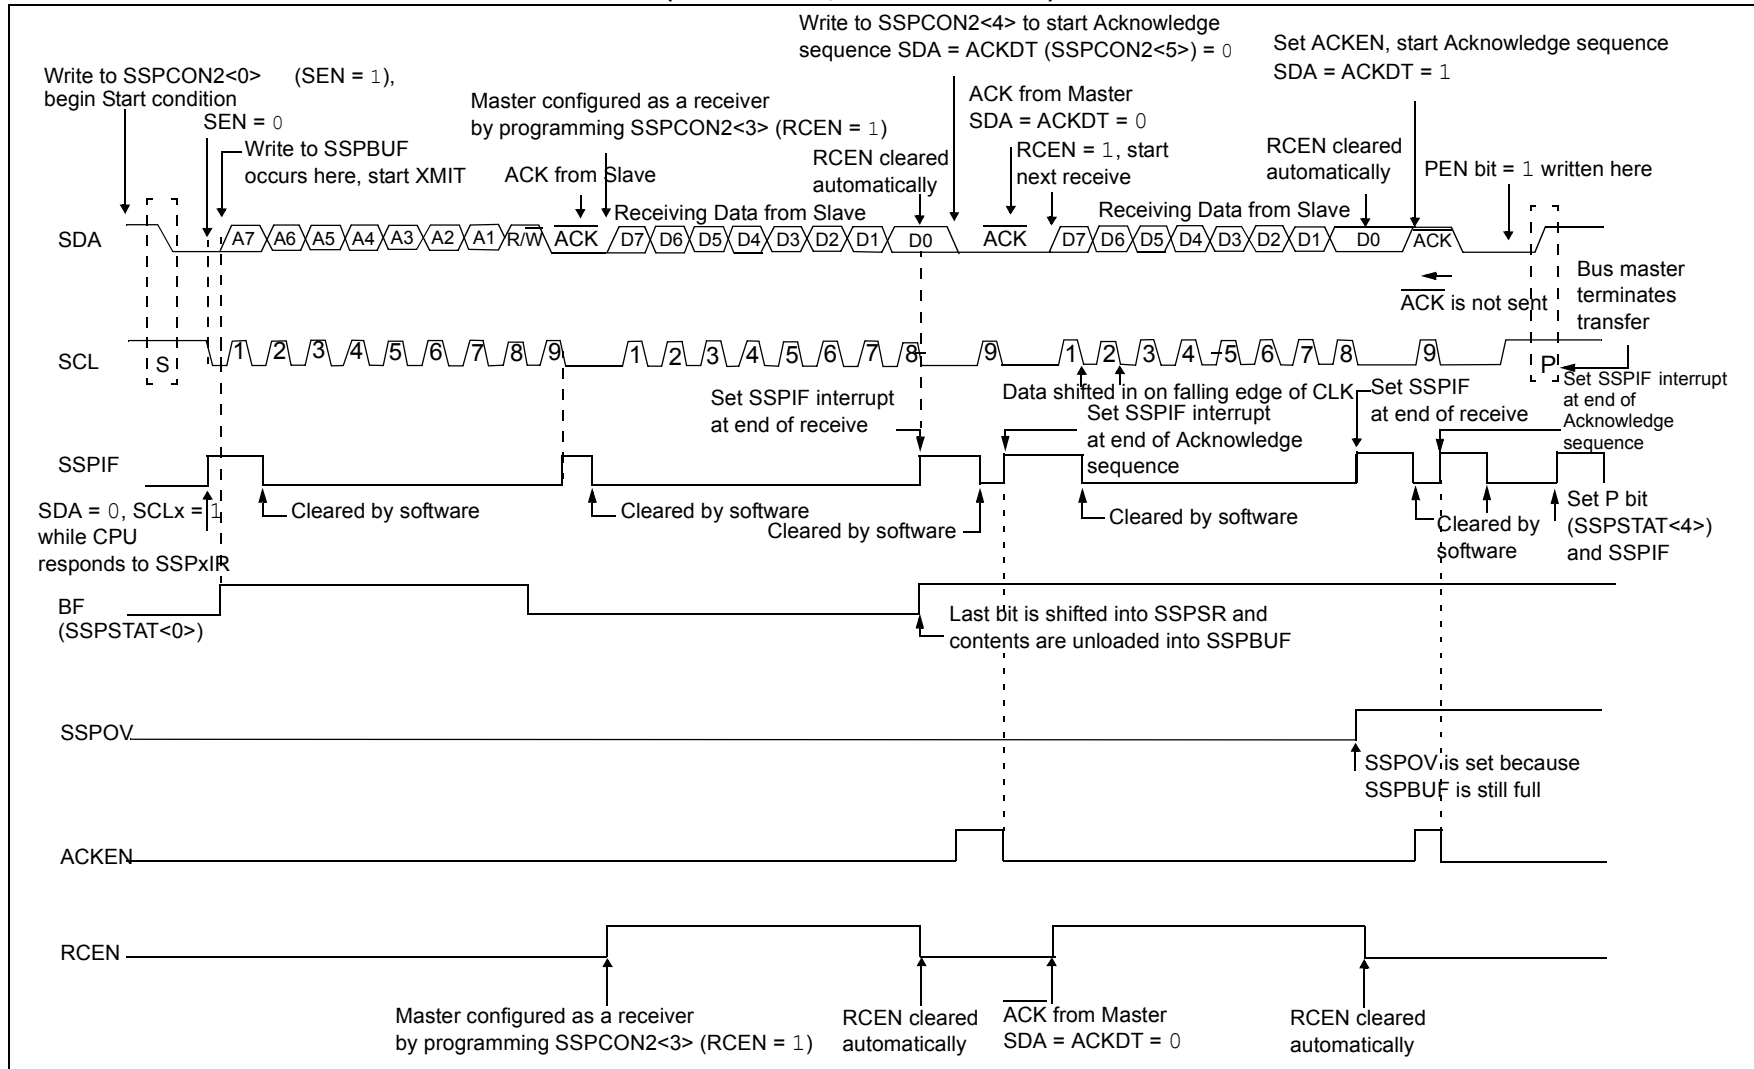 Write to SSPCON2<4> to start Acknowledge
sequence SDA = ACKDT (SSPCON2<5>) = 0
Set ACKEN, start Acknowledge sequence
SDA = ACKDT = 1
Write to SSPCON2<0> (SEN = 1),
begin Start condition
SEN = 0
Write to SSPBUF
occurs here, start XMIT
Master configured as a receiver
by programming SSPCON2<3> (RCEN = 1)
ACK from Slave
RCEN cleared
automatically
ACK from Master
SDA = ACKDT = 0
RCEN = 1, start
next receive
RCEN cleared
automatically
PEN bit = 1 written here
Receiving Data from Slave
Receiving Data from Slave
SDA A7 A6 A5 A4 A3 A2 A1 R/W ACK D7 D6 D5 D4 D3 D2 D1 D0 ACK D7 D6 D5 D4 D3 D2 D1 D0 ACK
ACK is not sent
Bus master
terminates
transfer
SCL S 1 2 3 4 5 6 7 8 9 1 2 3 4 5 6 7 8 9 1 2 3 4 5 6 7 8 9 P
Set SSPIF interrupt
at end of receive
Data shifted in on falling edge of CLK
Set SSPIF interrupt
at end of Acknowledge
sequence
Set SSPIF
at end of receive
Set SSPIF interrupt
at end of
Acknowledge
sequence
SSPIF
SDA = 0, SCLx = 1
while CPU
responds to SSPxIR
Cleared by software
Cleared by software
Cleared by software
Cleared by software
Cleared by
software
Set P bit
(SSPSTAT<4>)
and SSPIF
BF
(SSPSTAT<0>)
Last bit is shifted into SSPSR and
contents are unloaded into SSPBUF
SSPOV
SSPOV is set because
SSPBUF is still full
ACKEN
RCEN
Master configured as a receiver
by programming SSPCON2<3> (RCEN = 1)
RCEN cleared
automatically
ACK from Master
SDA = ACKDT = 0
RCEN cleared
automatically